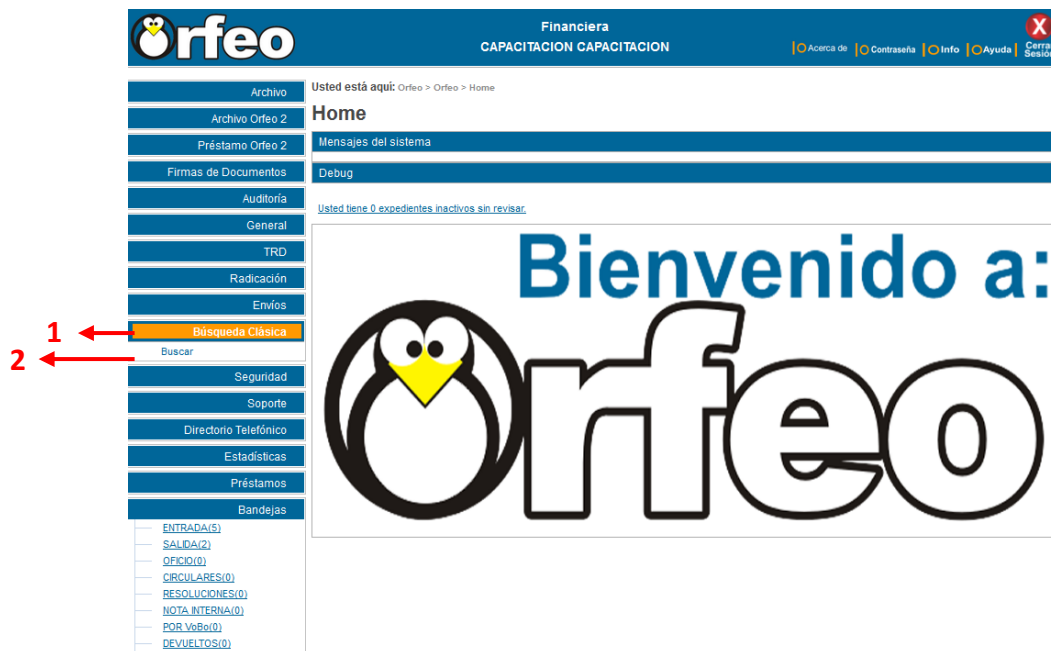 Orfeo
Financiera
CAPACITACION CAPACITACION
X
Acerca de Contraseña Info Ayuda Cerra
Sesión
Usted está aquí: Orfeo > Orfeo > Home
Home
Mensajes del sistema
Debug
Usted tiene 0 expedientes inactivos sin revisar.
Bienvenido a:
Orfeo
Archivo
Archivo Orfeo 2
Préstamo Orfeo 2
Firmas de Documentos
Auditoría
General
TRD
Radicación
Envíos
1
Búsqueda Clásica
2
Buscar
Seguridad
Soporte
Directorio Telefónico
Estadísticas
Préstamos
Bandejas
ENTRADA(5)
SALIDA(2)
OFICIO(0)
CIRCULARES(0)
RESOLUCIONES(0)
NOTA INTERNA(0)
POR VoBo(0)
DEVUELTOS(0)